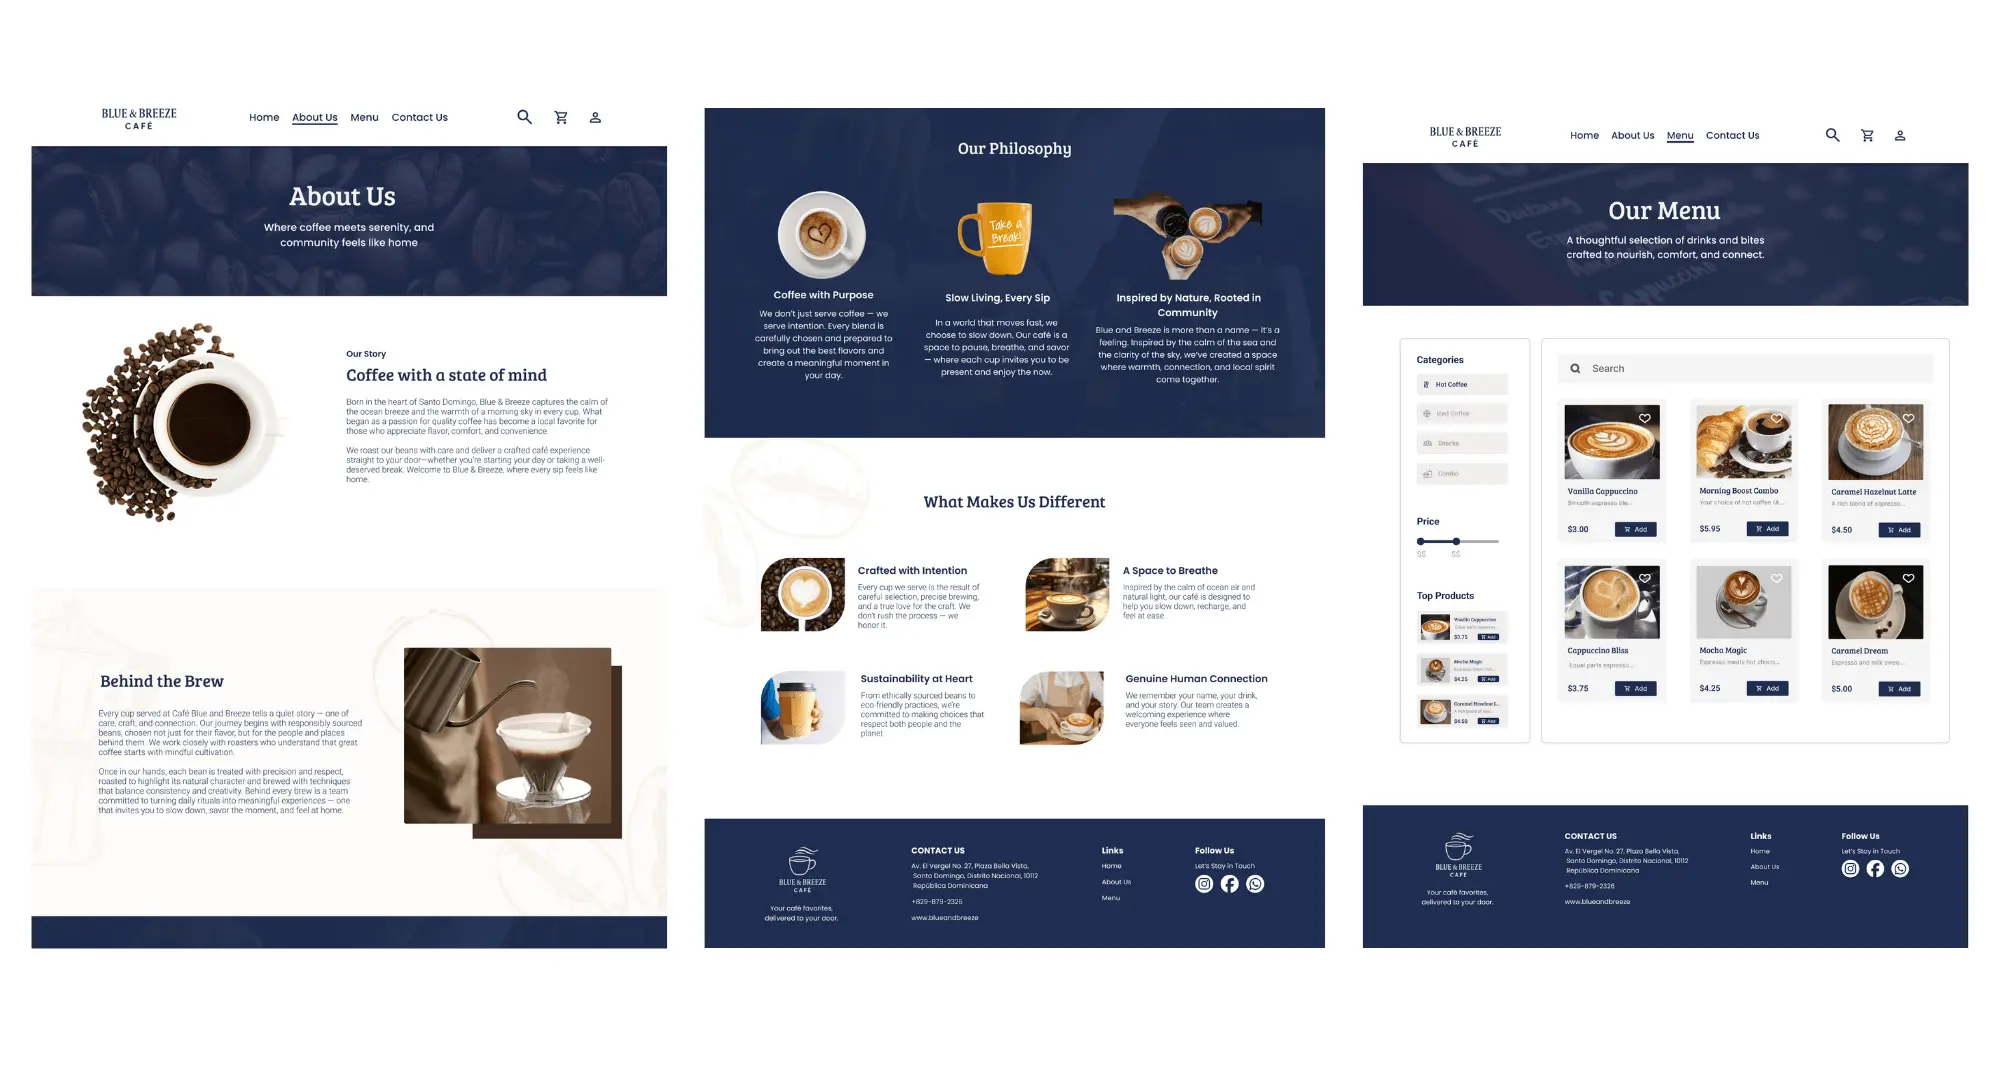 BLUE & BREEZE
CAFÉ
Home About Us Menu Contact Us
About Us
Where coffee meets serenity, and
community feels like home
Our Story
Coffee with a state of mind
Born in the heart of Santo Domingo, Blue & Breeze captures the calm of
the ocean breeze and the warmth of a morning sky in every cup. What
began as a passion for quality coffee has become a local favorite for
those who appreciate flavor, comfort, and convenience.
We roast our beans with care and deliver a crafted café experience
straight to your door—whether you're starting your day or taking a well-
deserved break. Welcome to Blue & Breeze, where every sip feels like
home.
Behind the Brew
Every cup served at Café Blue and Breeze tells a quiet story — one of
care, craft, and connection. Our journey begins with responsibly sourced
beans, chosen not just for their flavor, but for the people and places
behind them. We work closely with roasters who understand that great
coffee starts with mindful cultivation.
Once in our hands, each bean is treated with precision and respect,
roasted to highlight its natural character and brewed with techniques
that balance consistency and creativity. Behind every brew is a team
committed to turning daily rituals into meaningful experiences — one
that invites you to slow down, savor the moment, and feel at home.
Our Philosophy
Take a
Break!
Coffee with Purpose
We don't just serve coffee — we
serve intention. Every blend is
carefully chosen and prepared to
bring out the best flavors and
create a meaningful moment in
your day.
Slow Living, Every Sip
In a world that moves fast, we
choose to slow down. Our café is a
space to pause, breathe, and savor
— where each cup invites you to be
present and enjoy the now.
Inspired by Nature, Rooted in
Community
Blue and Breeze is more than a name — it's a
feeling. Inspired by the calm of the sea and
the clarity of the sky, we've created a space
where warmth, connection, and local spirit
come together.
What Makes Us Different
Crafted with Intention
Every cup we serve is the result of
careful selection, precise brewing,
and a true love for the craft. We
don't rush the process — we
honor it.
A Space to Breathe
Inspired by the calm of ocean air and
natural light, our café is designed to
help you slow down, recharge, and
feel at ease.
Sustainability at Heart
From ethically sourced beans to
eco-friendly practices, we're
committed to making choices that
respect both people and the
planet.
Genuine Human Connection
We remember your name, your drink,
and your story. Our team creates a
welcoming experience where
everyone feels seen and valued.
BLUE & BREEZE
CAFÉ
Your café favorites,
delivered to your door.
CONTACT US
Av. El Vergel No. 27, Plaza Bella Vista,
Santo Domingo, Distrito Nacional, 10112
República Dominicana
+829-879-2326
www.blueandbreeze
Links
Home
About Us
Menu
Follow Us
Let's Stay in Touch
BLUE & BREEZE
CAFÉ
Home About Us Menu Contact Us
Our Menu
A thoughtful selection of drinks and bites
crafted to nourish, comfort, and connect.
Categories
Hot Coffee
Iced Coffee
Snacks
Combo
Price
$$ $$
Top Products
Vanilla Cappuccino
$3.75 Add
Mocha Magic
Espresso meets hot choco...
$4.25 Add
Caramel Hazelnut L...
A rich blend of espr...
$4.50 Add
Search
Vanilla Cappuccino
Smooth espresso ble...
$3.00 Add
Morning Boost Combo
Your choice of hot coffee
$5.95 Add
Caramel Hazelnut Latte
A rich blend of espresso...
$4.50 Add
Cappuccino Bliss
Equal parts espresso...
$3.75 Add
Mocha Magic
Espresso meets hot choco...
$4.25 Add
Caramel Dream
Espresso and milk
$5.00 Add
BLUE & BREEZE
CAFÉ
Your café favorites,
delivered to your door.
CONTACT US
Av. El Vergel No. 27, Plaza Bella Vista,
Santo Domingo, Distrito Nacional, 10112
República Dominicana
+829-879-2326
www.blueandbreeze
Links
Home
About Us
Menu
Follow Us
Let's Stay in Touch